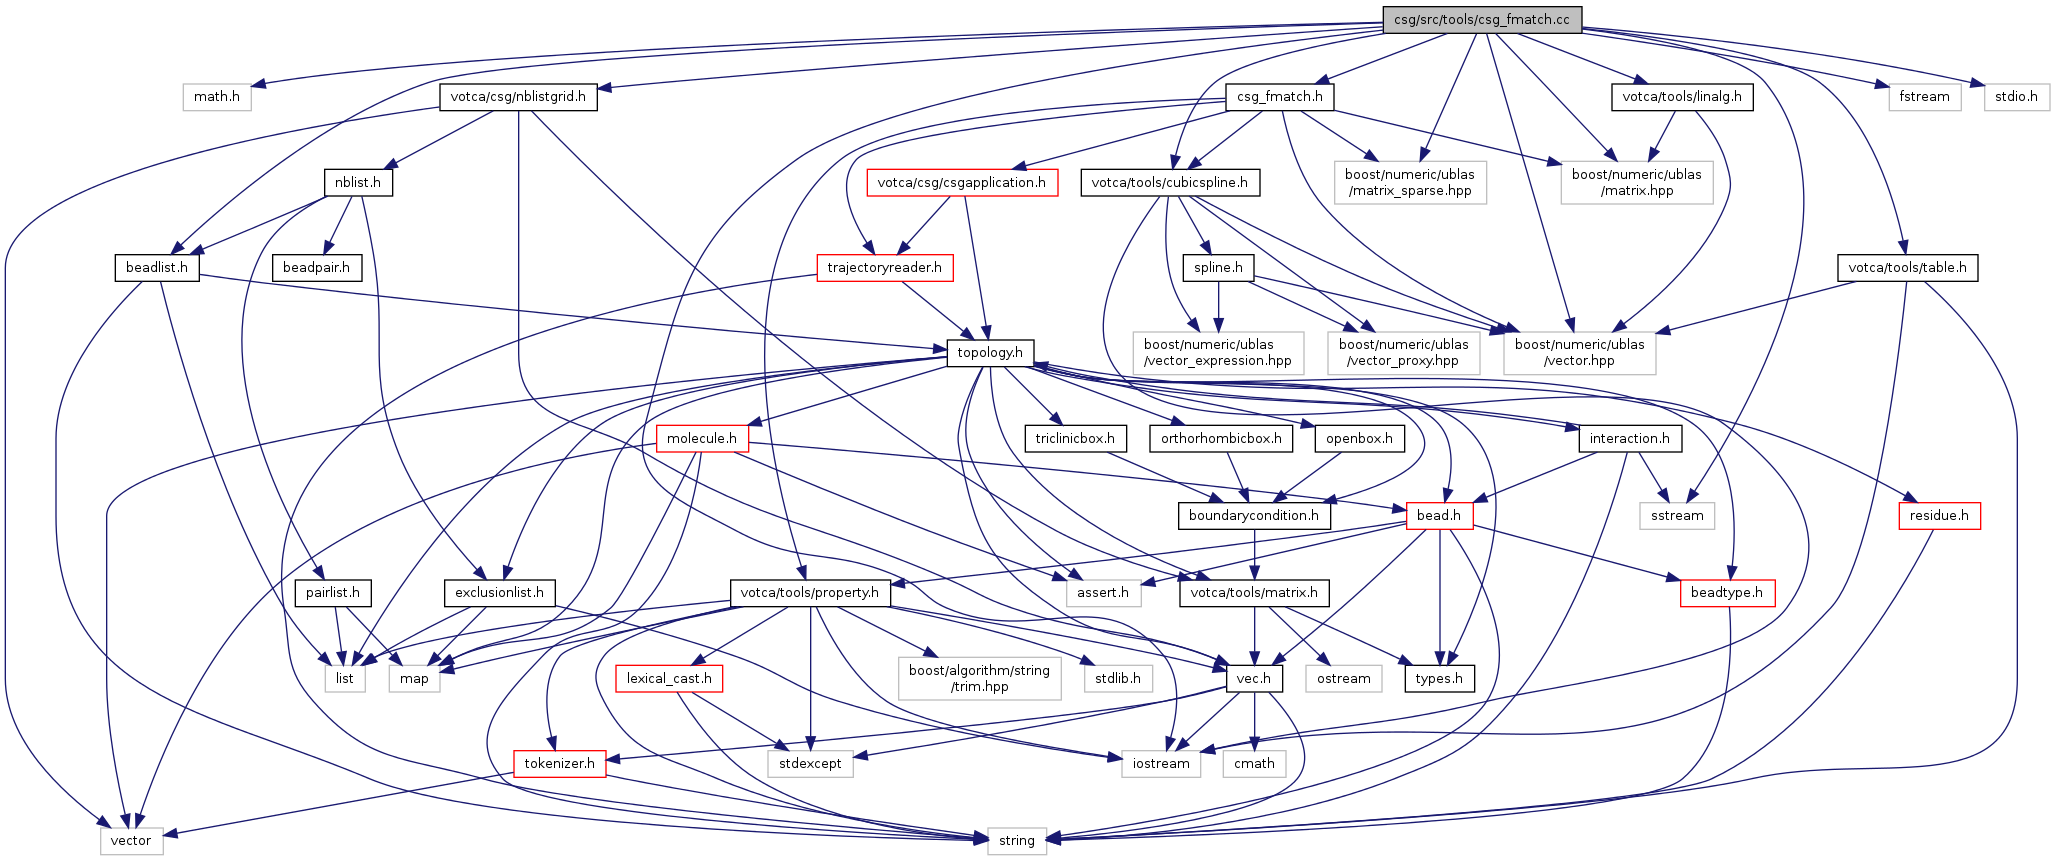 csg/src/tools/csg_fmatch.cc
math.h
votca/csg/nblistgrid.h
csg_fmatch.h
votca/tools/linalg.h
fstream
stdio.h
nblist.h
votca/csg/csgapplication.h
votca/tools/cubicspline.h
boost/numeric/ublas
/matrix_sparse.hpp
boost/numeric/ublas
/matrix.hpp
beadlist.h
beadpair.h
trajectoryreader.h
spline.h
votca/tools/table.h
topology.h
boost/numeric/ublas
/vector_expression.hpp
boost/numeric/ublas
/vector_proxy.hpp
boost/numeric/ublas
/vector.hpp
molecule.h
triclinicbox.h
orthorhombicbox.h
openbox.h
interaction.h
boundarycondition.h
bead.h
sstream
residue.h
pairlist.h
exclusionlist.h
votca/tools/property.h
assert.h
votca/tools/matrix.h
beadtype.h
list
map
lexical_cast.h
boost/algorithm/string
/trim.hpp
stdlib.h
vec.h
ostream
types.h
tokenizer.h
stdexcept
iostream
cmath
vector
string